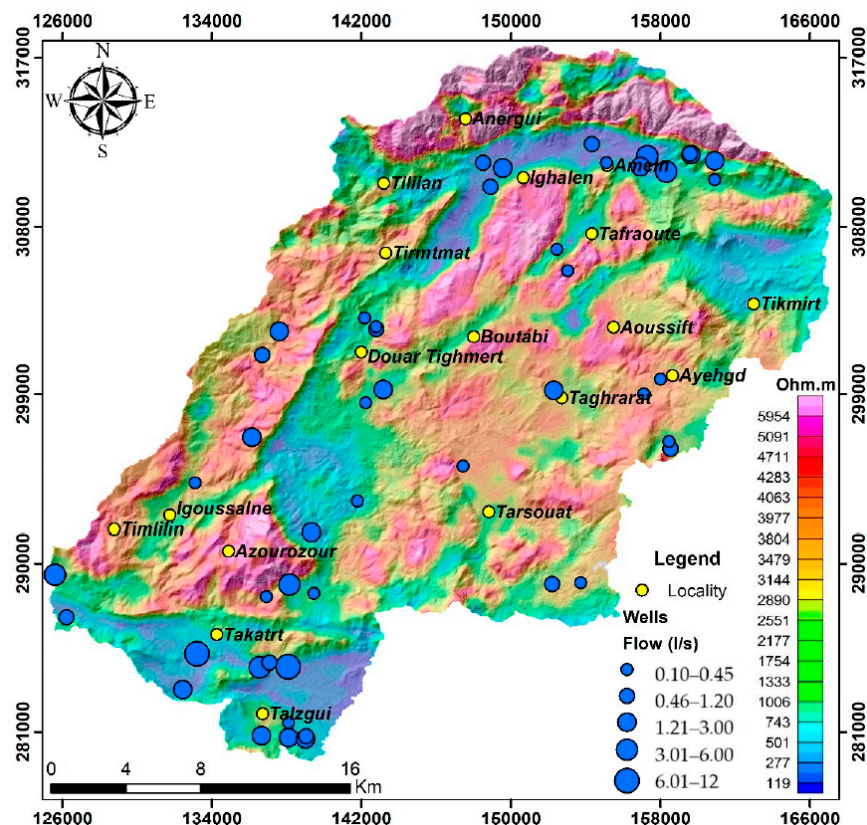 126000 134000 142000 150000 158000 166000
317000
317000
N
W E
S
Anergui
Amein
Ighalen
Tililan
308000
308000
Tafraoute
Tirmtmat
Tikmirt
Aoussift
Boutabi
Douar Tighmert
Ayehgd
299000
299000
Taghrarat
Ohm.m
5954
5091
4711
4283
4063
3977
3804
3479
3144
2890
2551
2177
1754
1333
1006
743
501
277
119
Igoussalne
Tarsouat
Timlilin
Azourozour
290000
290000
Legend
Locality
Wells
Flow (l/s)
0.10–0.45
0.46–1.20
1.21–3.00
3.01–6.00
6.01–12
Takatrt
Talzgui
281000
281000
0 4 8 16
Km
126000 134000 142000 150000 158000 166000